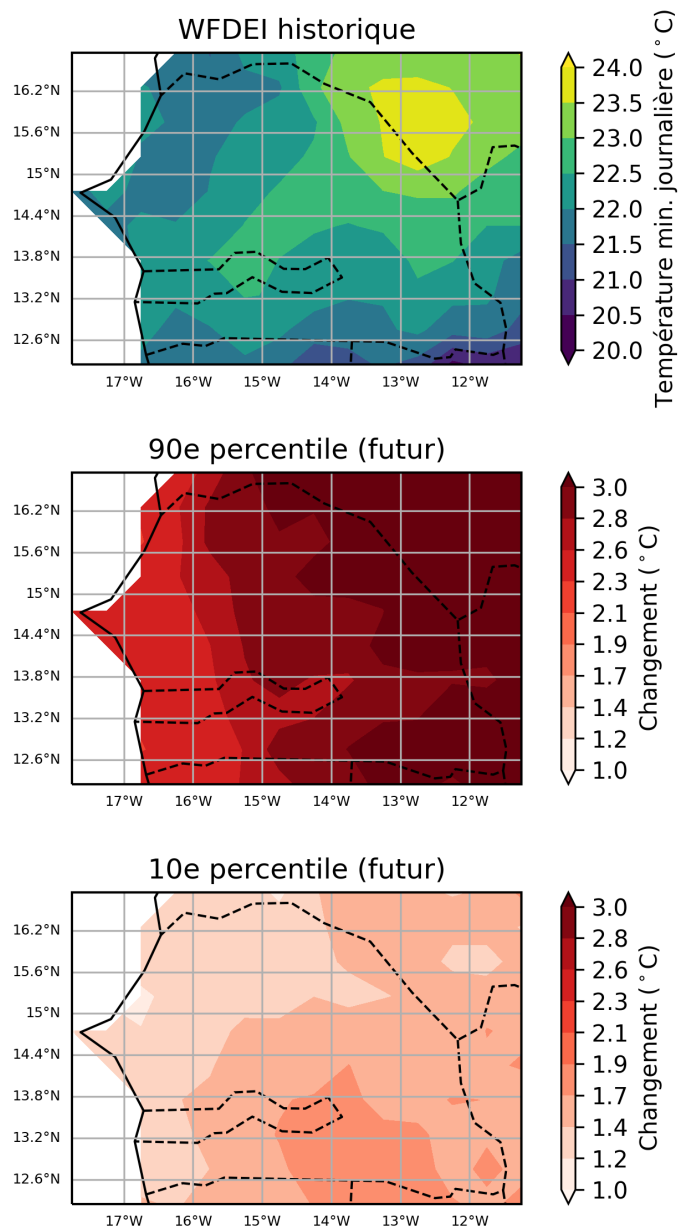 WFDEI historique
16.2°N
15.6°N
15°N
14.4°N
13.8°N
13.2°N
12.6°N
17°W 16°W 15°W 14°W 13°W 12°W
24.0
23.5
23.0
22.5
22.0
21.5
21.0
20.5
20.0
Température min. journalière (°C)
90e percentile (futur)
16.2°N
15.6°N
15°N
14.4°N
13.8°N
13.2°N
12.6°N
17°W 16°W 15°W 14°W 13°W 12°W
3.0
2.8
2.6
2.3
2.1
1.9
1.7
1.4
1.2
1.0
Changement (°C)
10e percentile (futur)
16.2°N
15.6°N
15°N
14.4°N
13.8°N
13.2°N
12.6°N
17°W 16°W 15°W 14°W 13°W 12°W
3.0
2.8
2.6
2.3
2.1
1.9
1.7
1.4
1.2
1.0
Changement (°C)